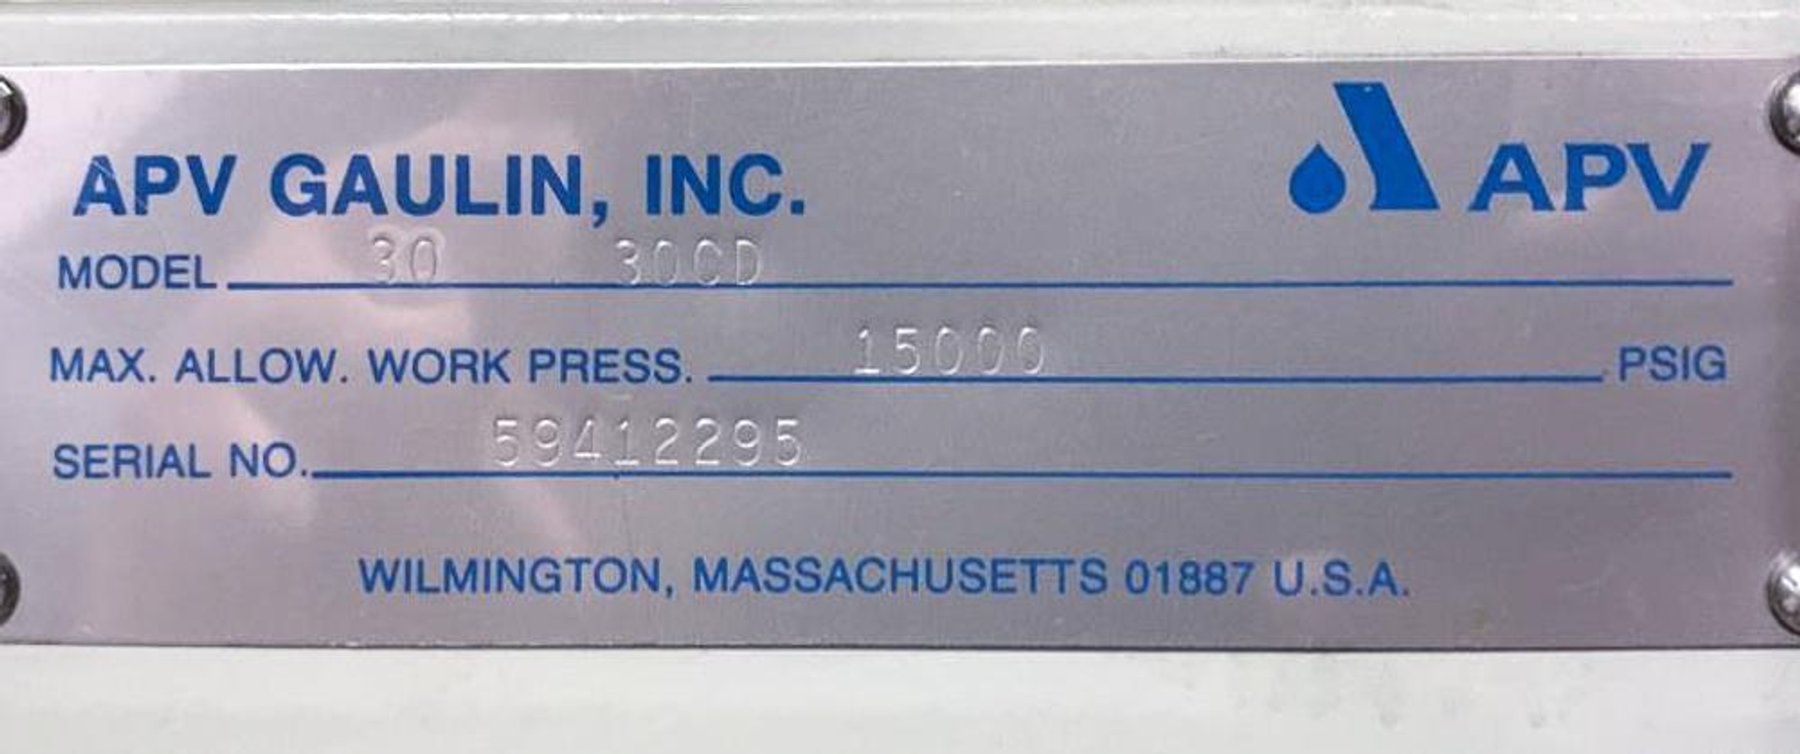 APV GAULIN, INC.
APV
MODEL 30 30CD
MAX. ALLOW. WORK PRESS. 15000 PSIG
SERIAL NO. 59412295
WILMINGTON, MASSACHUSETTS 01887 U.S.A.